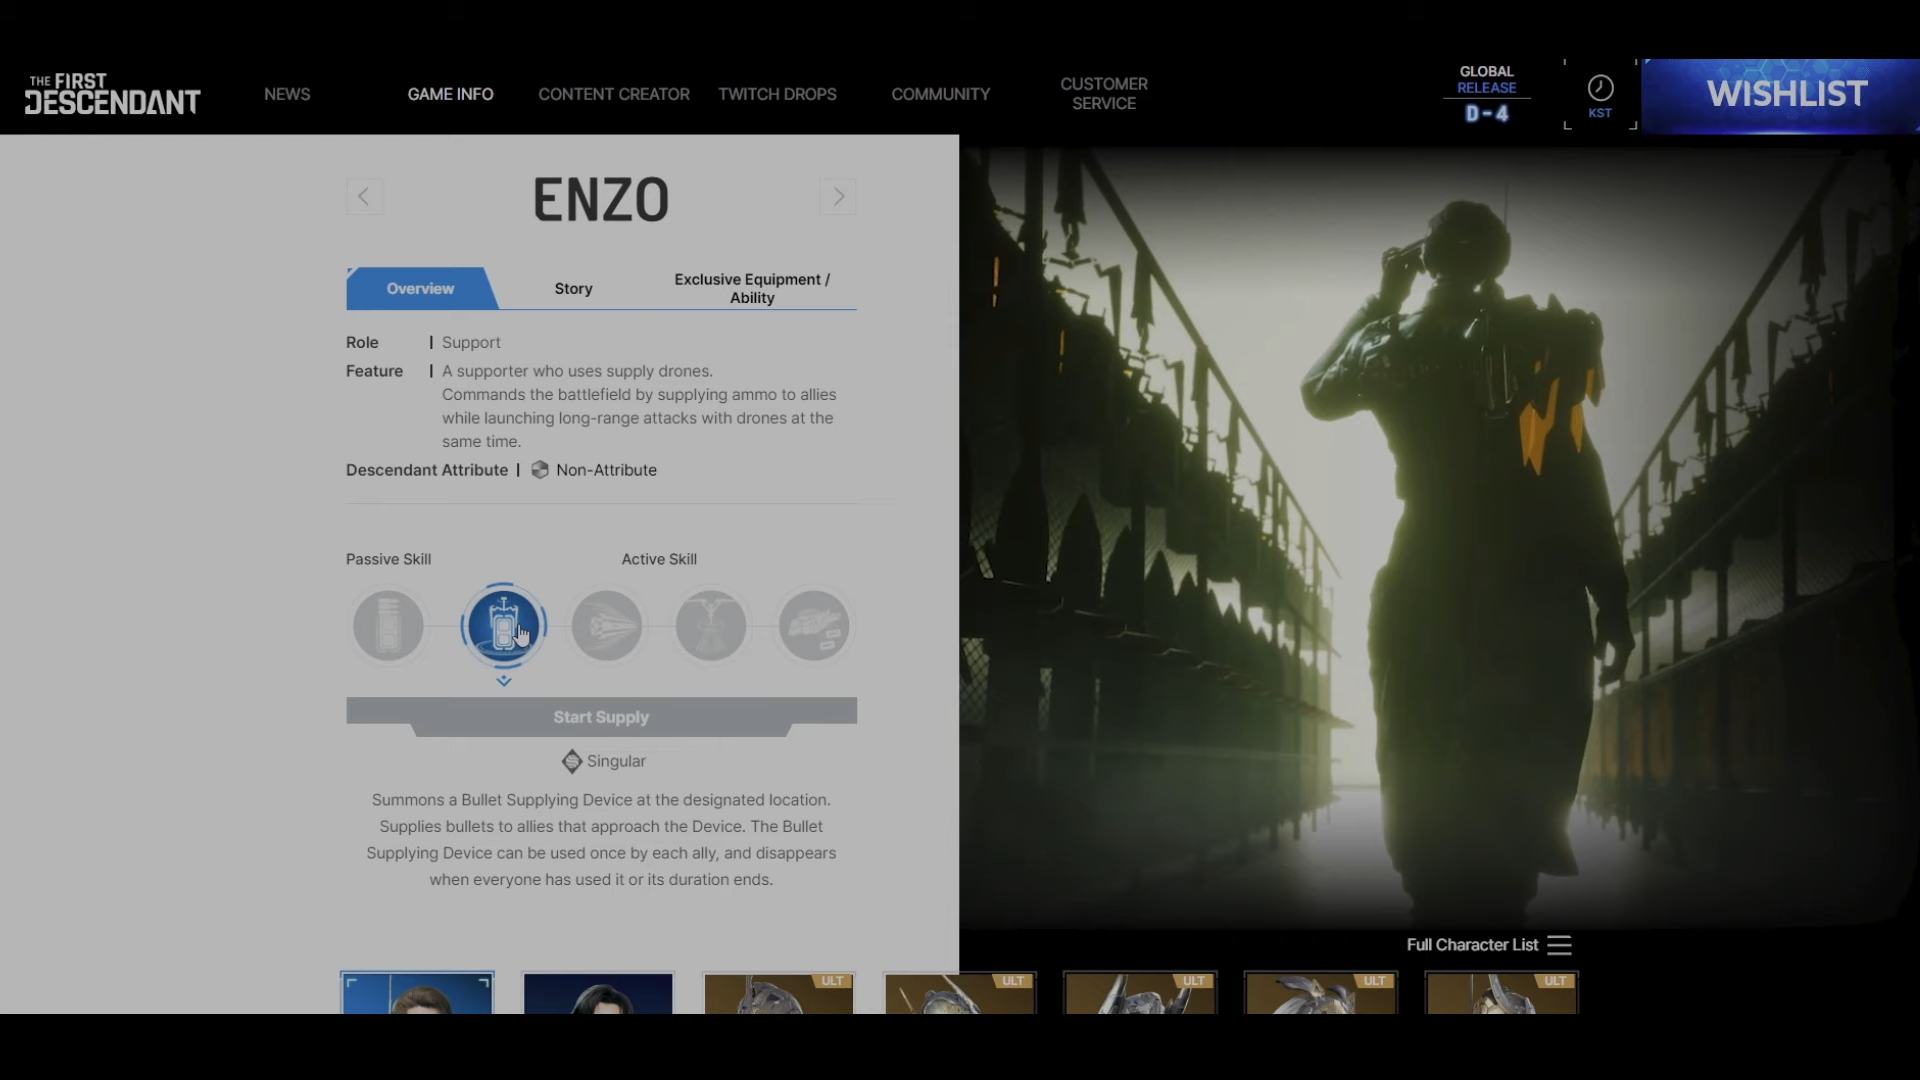 THE FIRST
DESCENDANT
NEWS
GAME INFO
CONTENT CREATOR
TWITCH DROPS
COMMUNITY
CUSTOMER
SERVICE
GLOBAL
RELEASE
D-4
KST
WISHLIST
ENZO
Overview
Story
Exclusive Equipment /
Ability
Role | Support
Feature | A supporter who uses supply drones.
Commands the battlefield by supplying ammo to allies
while launching long-range attacks with drones at the
same time.
Descendant Attribute | Non-Attribute
Passive Skill
Active Skill
Start Supply
Singular
Summons a Bullet Supplying Device at the designated location.
Supplies bullets to allies that approach the Device. The Bullet
Supplying Device can be used once by each ally, and disappears
when everyone has used it or its duration ends.
Full Character List
ULT
ULT
ULT
ULT
ULT